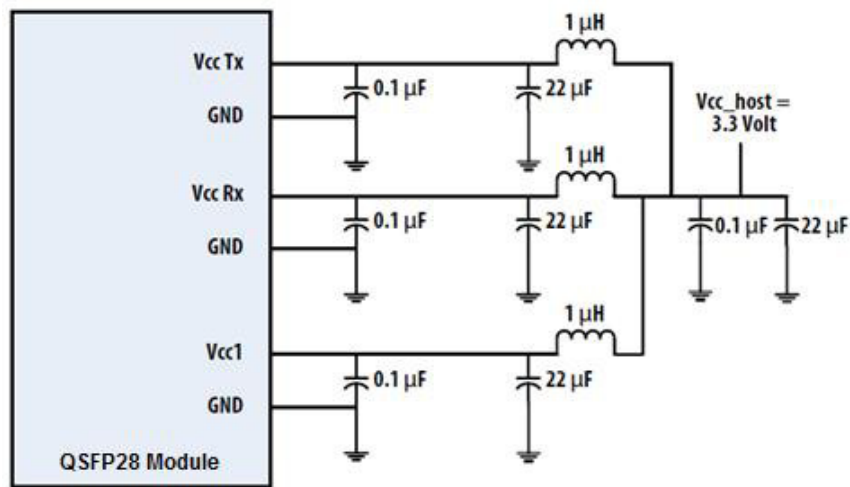 1 μH
Vcc Tx
0.1 μF
22 μF
GND
Vcc_host =
3.3 Volt
1 μH
Vcc Rx
0.1 μF
22 μF
0.1 μF
22 μF
GND
1 μH
Vcc1
0.1 μF
22 μF
GND
QSFP28 Module